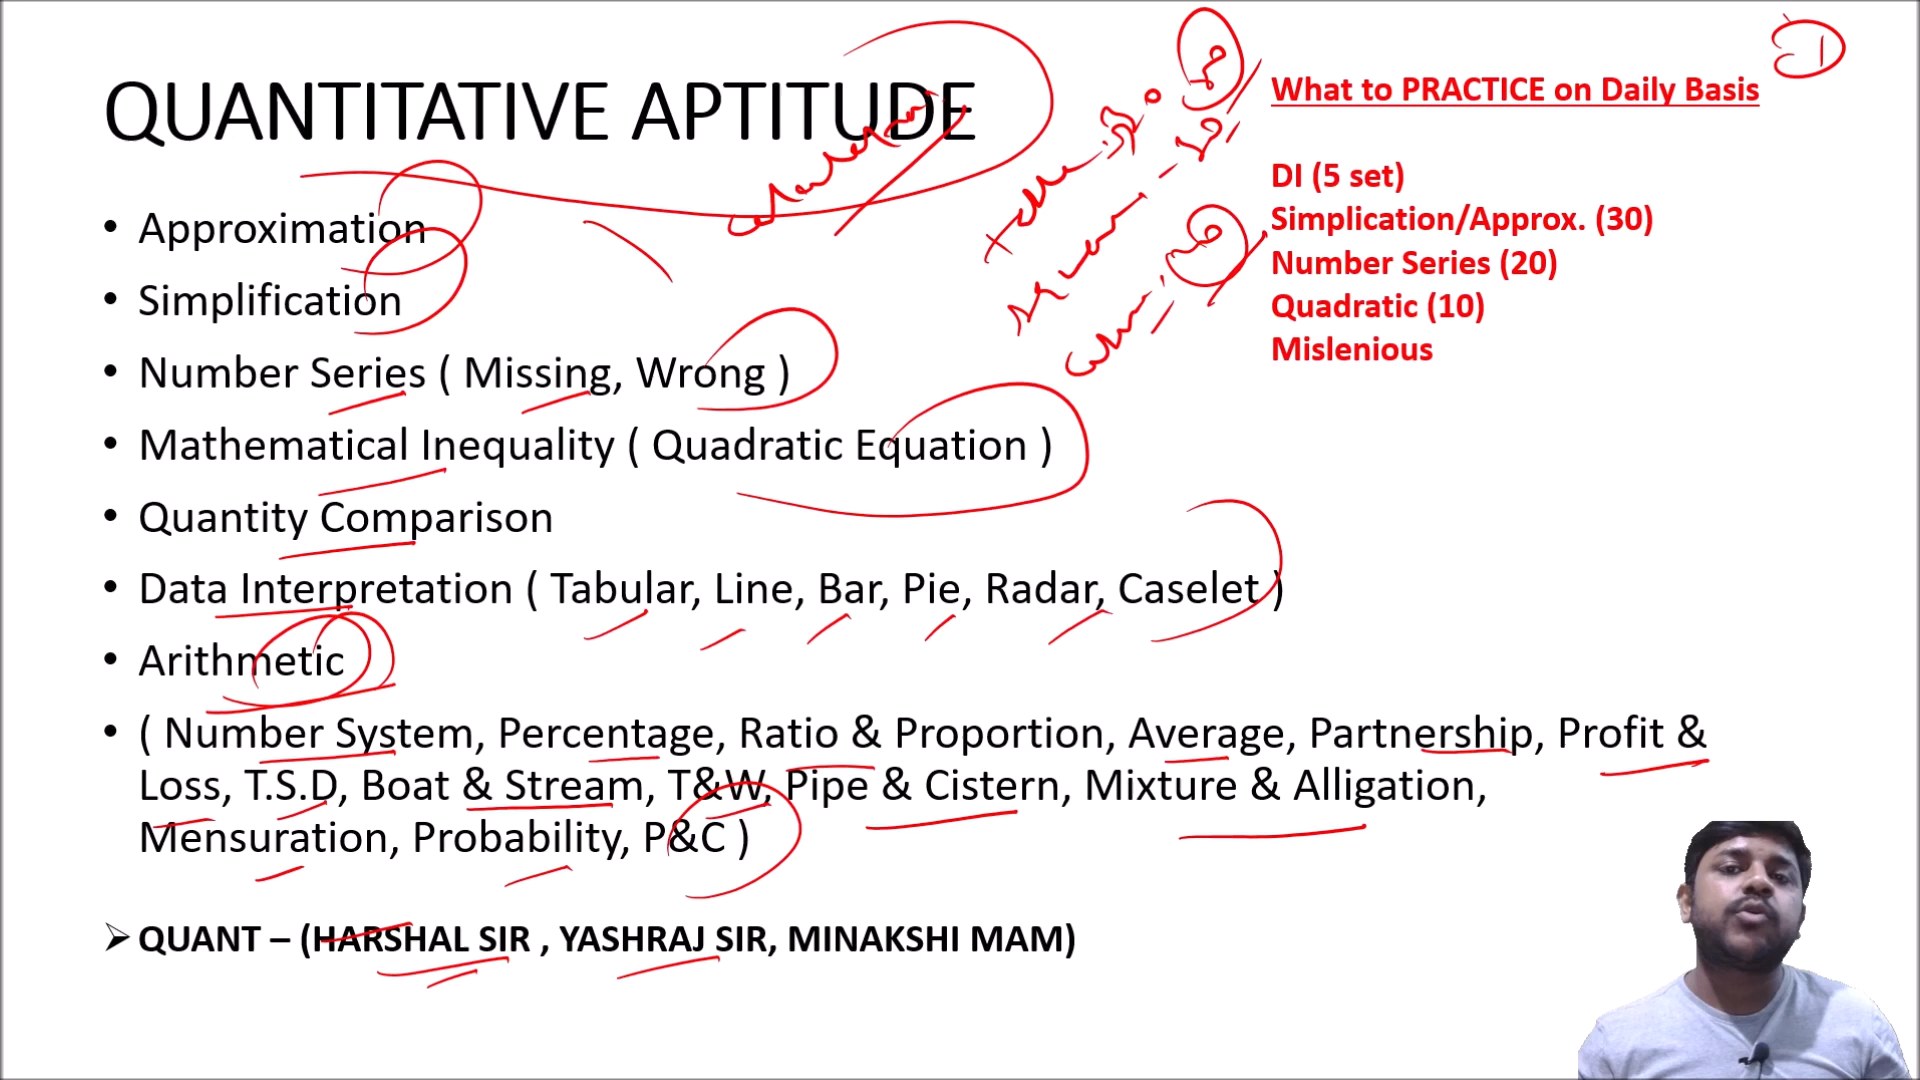 QUANTITATIVE APTITUDE
• Approximation
• Simplification
• Number Series ( Missing, Wrong )
• Mathematical Inequality ( Quadratic Equation )
• Quantity Comparison
• Data Interpretation ( Tabular, Line, Bar, Pie, Radar, Caselet )
• Arithmetic
• ( Number System, Percentage, Ratio & Proportion, Average, Partnership, Profit &
Loss, T.S.D, Boat & Stream, T&W, Pipe & Cistern, Mixture & Alligation,
Mensuration, Probability, P&C )
➢ QUANT – (HARSHAL SIR , YASHRAJ SIR, MINAKSHI MAM)
What to PRACTICE on Daily Basis
DI (5 set)
Simplication/Approx. (30)
Number Series (20)
Quadratic (10)
Mislenious